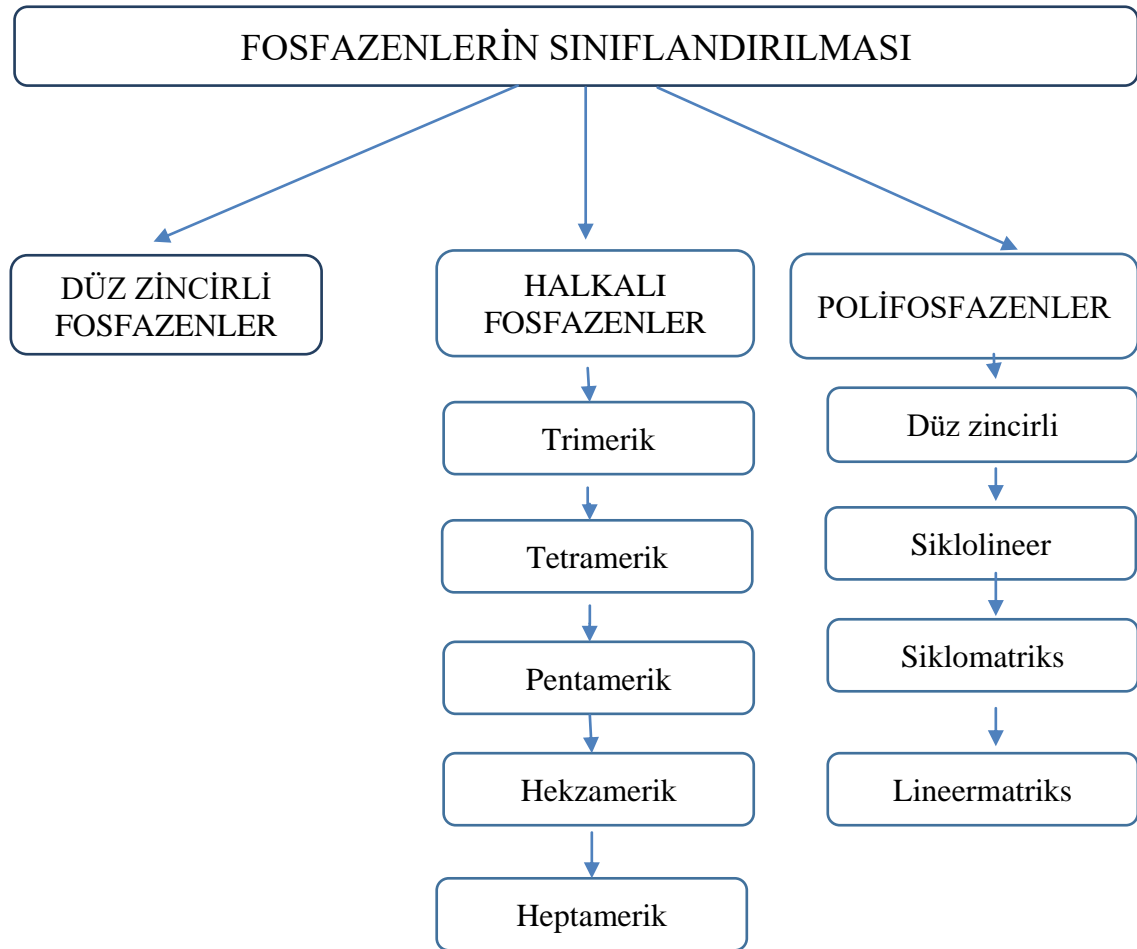 FOSFAZENLERİN SINIFLANDIRILMASI
DÜZ ZİNCİRLİ
FOSFAZENLER
HALKALI
FOSFAZENLER
Trimerik
Tetramerik
Pentamerik
Hekzamerik
Heptamerik
POLİFOSFAZENLER
Düz zincirli
Siklolineer
Siklomatriks
Lineermatriks